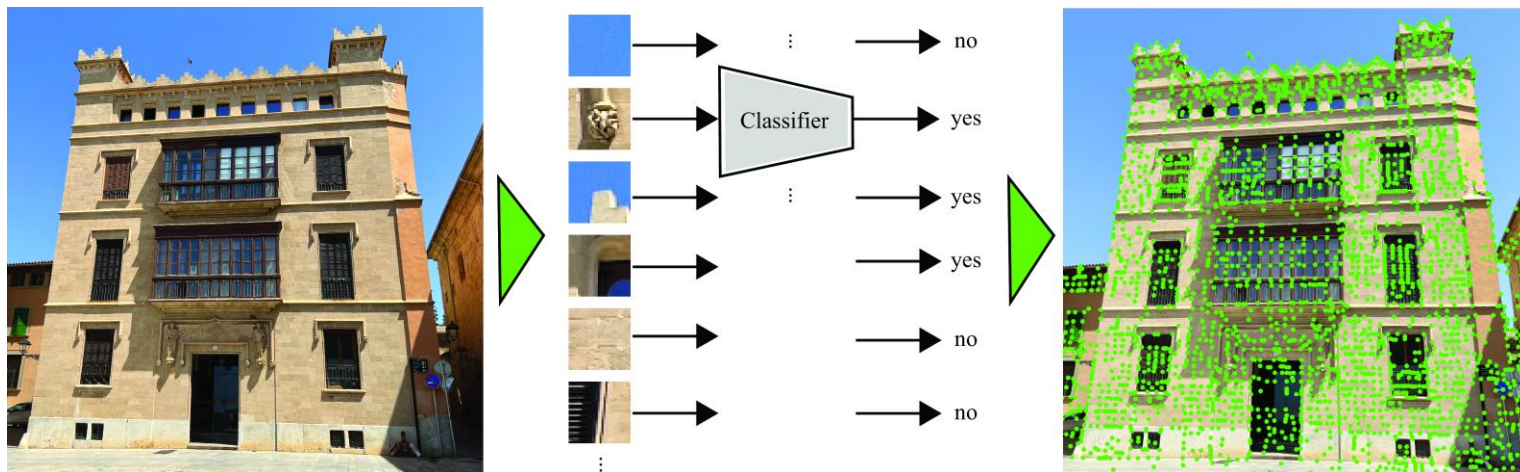 ⋮
no
Classifier
yes
⋮
yes
yes
no
no
⋮